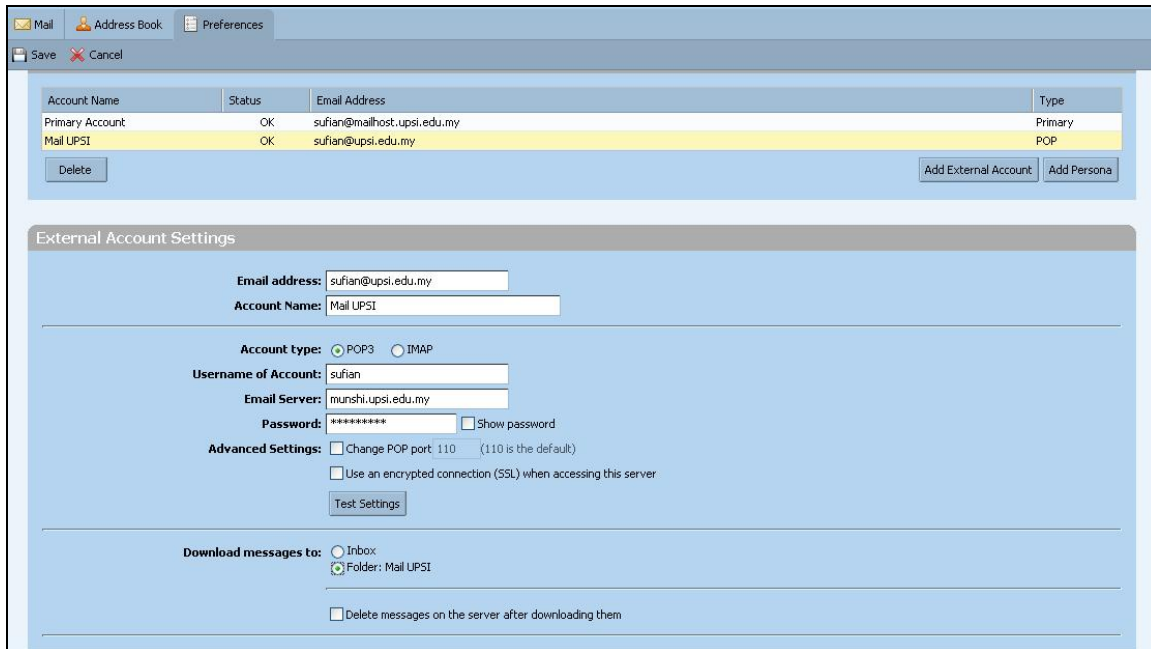 Mail Address Book Preferences
Save Cancel
Account Name Status Email Address Type
Primary Account OK sufian@mailhost.upsi.edu.my Primary
Mail UPSI OK sufian@upsi.edu.my POP
Delete Add External Account Add Persona
External Account Settings
Email address: sufian@upsi.edu.my
Account Name: Mail UPSI
Account type: POP3 IMAP
Username of Account: sufian
Email Server: munshi.upsi.edu.my
Password: ********* Show password
Advanced Settings: Change POP port 110 (110 is the default)
Use an encrypted connection (SSL) when accessing this server
Test Settings
Download messages to: Inbox
Folder: Mail UPSI
Delete messages on the server after downloading them